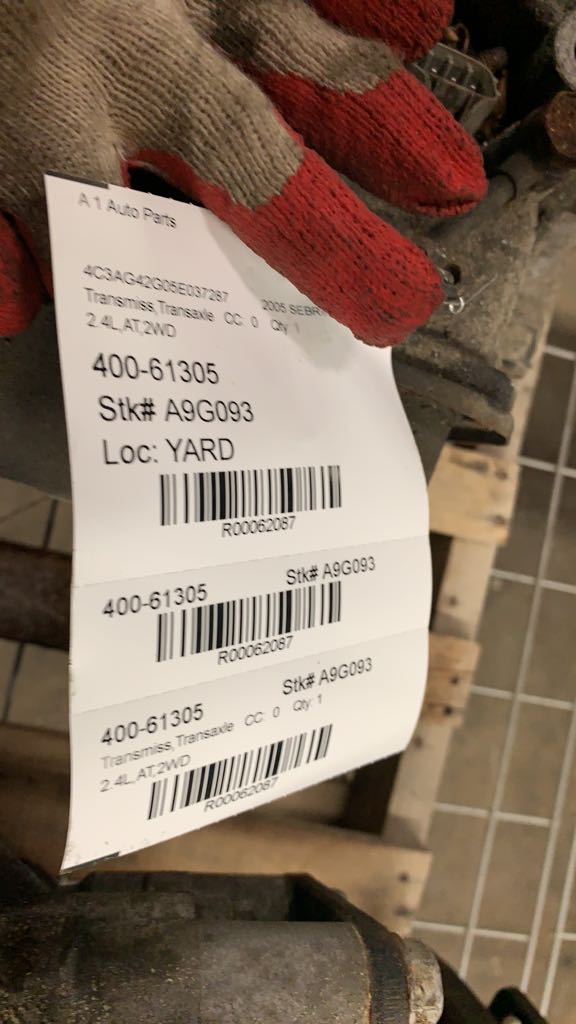 A 1 Auto Parts
4C3AG42G05E037287 2005 SEBR
Transmiss,Transaxle CC: 0 Qty: 1
2.4L,AT,2WD
400-61305
Stk# A9G093
Loc: YARD
R00062087
400-61305 Stk# A9G093
R00062087
400-61305 Stk# A9G093
Transmiss,Transaxle CC: 0 Qty: 1
2.4L,AT,2WD
R00062087